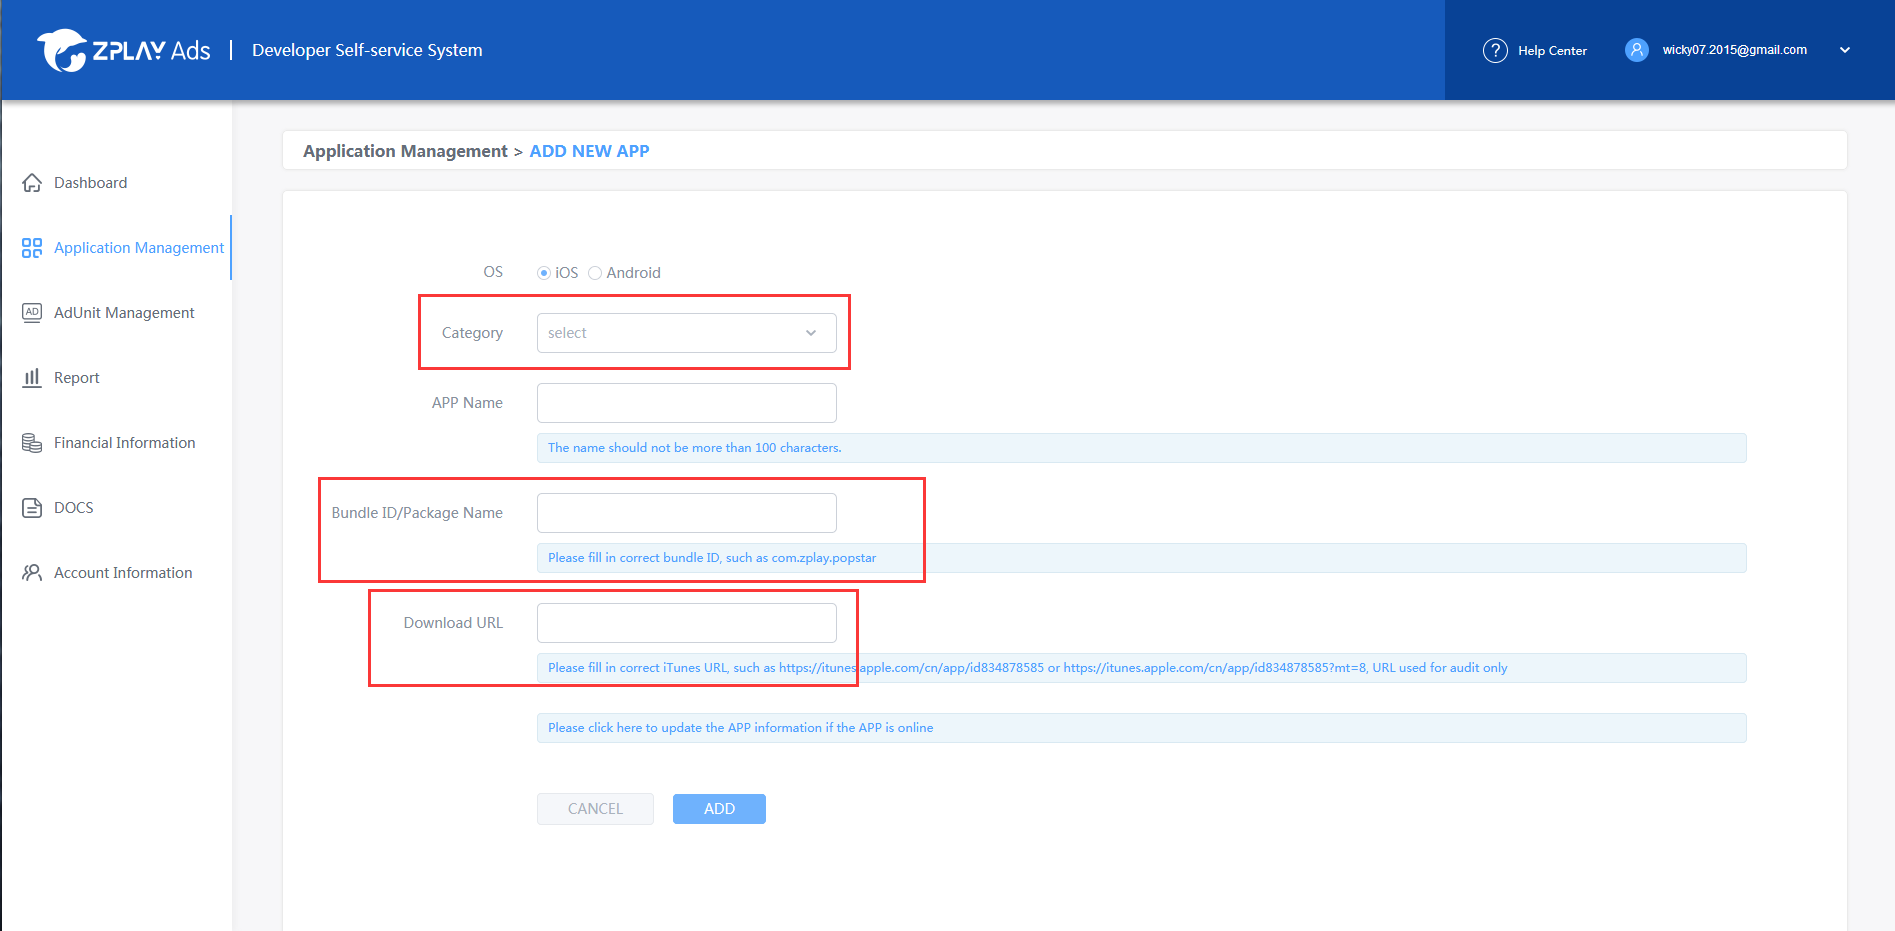 ZPLAY Ads | Developer Self-service System
Help Center
wicky07.2015@gmail.com
Dashboard
Application Management
AD
AdUnit Management
Report
Financial Information
DOCS
Account Information
Application Management > ADD NEW APP
OS iOS Android
Category select
APP Name
The name should not be more than 100 characters.
Bundle ID/Package Name
Please fill in correct bundle ID, such as com.zplay.popstar
Download URL
Please fill in correct iTunes URL, such as https://itunes.apple.com/cn/app/id834878585 or https://itunes.apple.com/cn/app/id834878585?mt=8, URL used for audit only
Please click here to update the APP information if the APP is online
CANCEL ADD